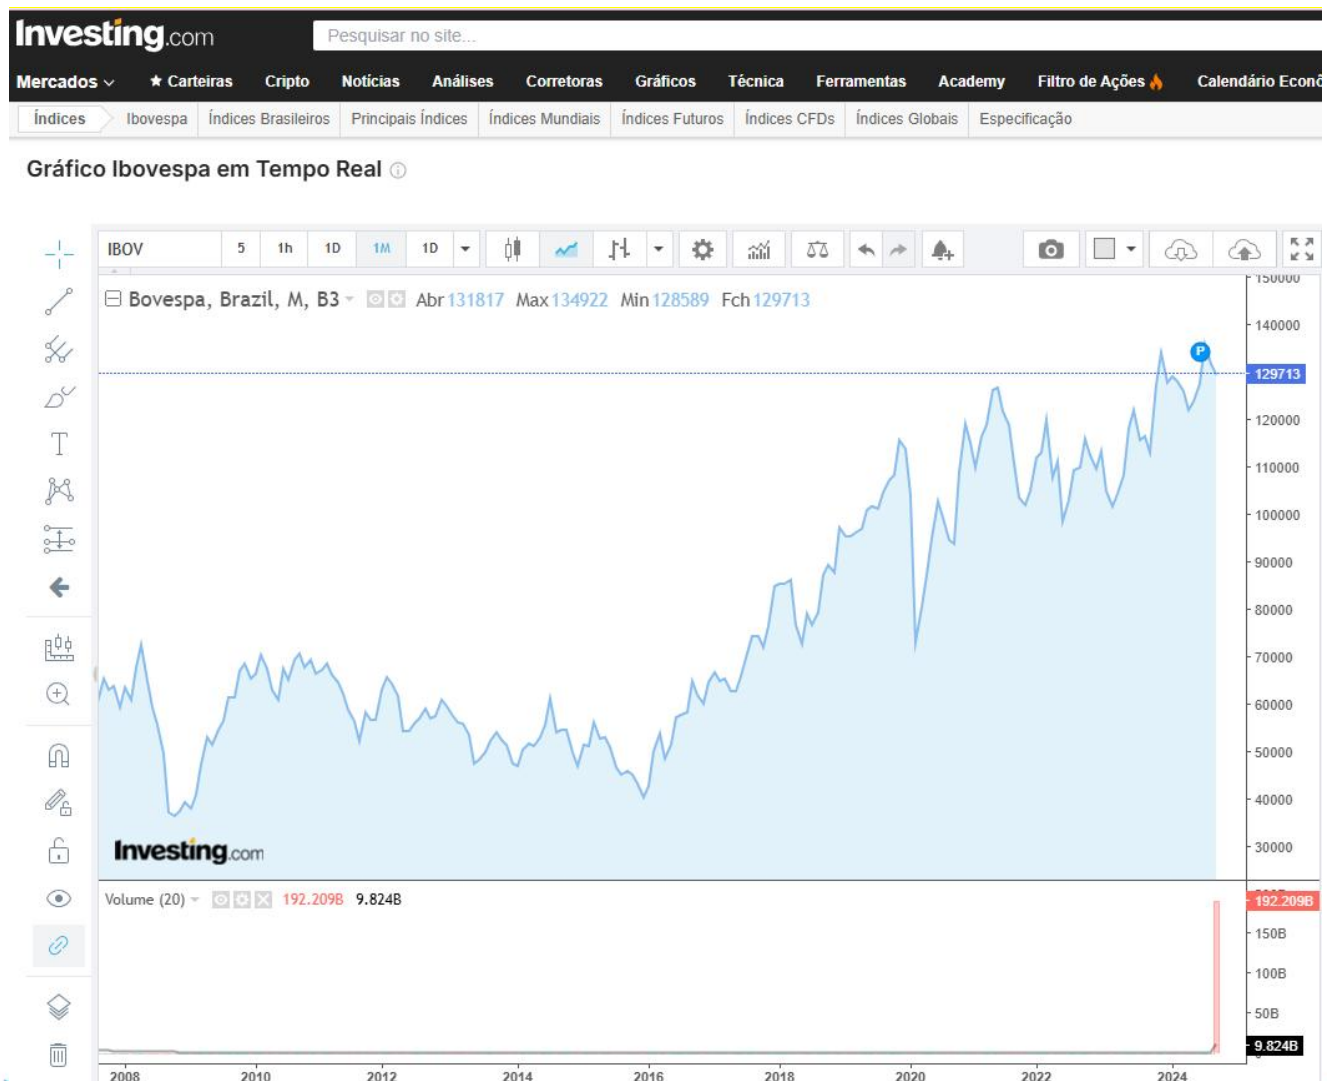 Investing.com
Pesquisar no site...
Mercados Carteiras Cripto Notícias Análises Corretoras Gráficos Técnica Ferramentas Academy Filtro de Ações Calendário Econô
Índices Ibovespa Índices Brasileiros Principais Índices Índices Mundiais Índices Futuros Índices CFDs Índices Globais Especificação
Gráfico Ibovespa em Tempo Real
IBOV 5 1h 1D 1M 1D
Bovespa, Brazil, M, B3 Abr 131817 Max 134922 Min 128589 Fch 129713
150000
140000
P
129713
120000
110000
100000
90000
80000
70000
60000
50000
40000
30000
Investing.com
Volume (20) 192.209B 9.824B
192.209B
150B
100B
50B
9.824B
2008 2010 2012 2014 2016 2018 2020 2022 2024